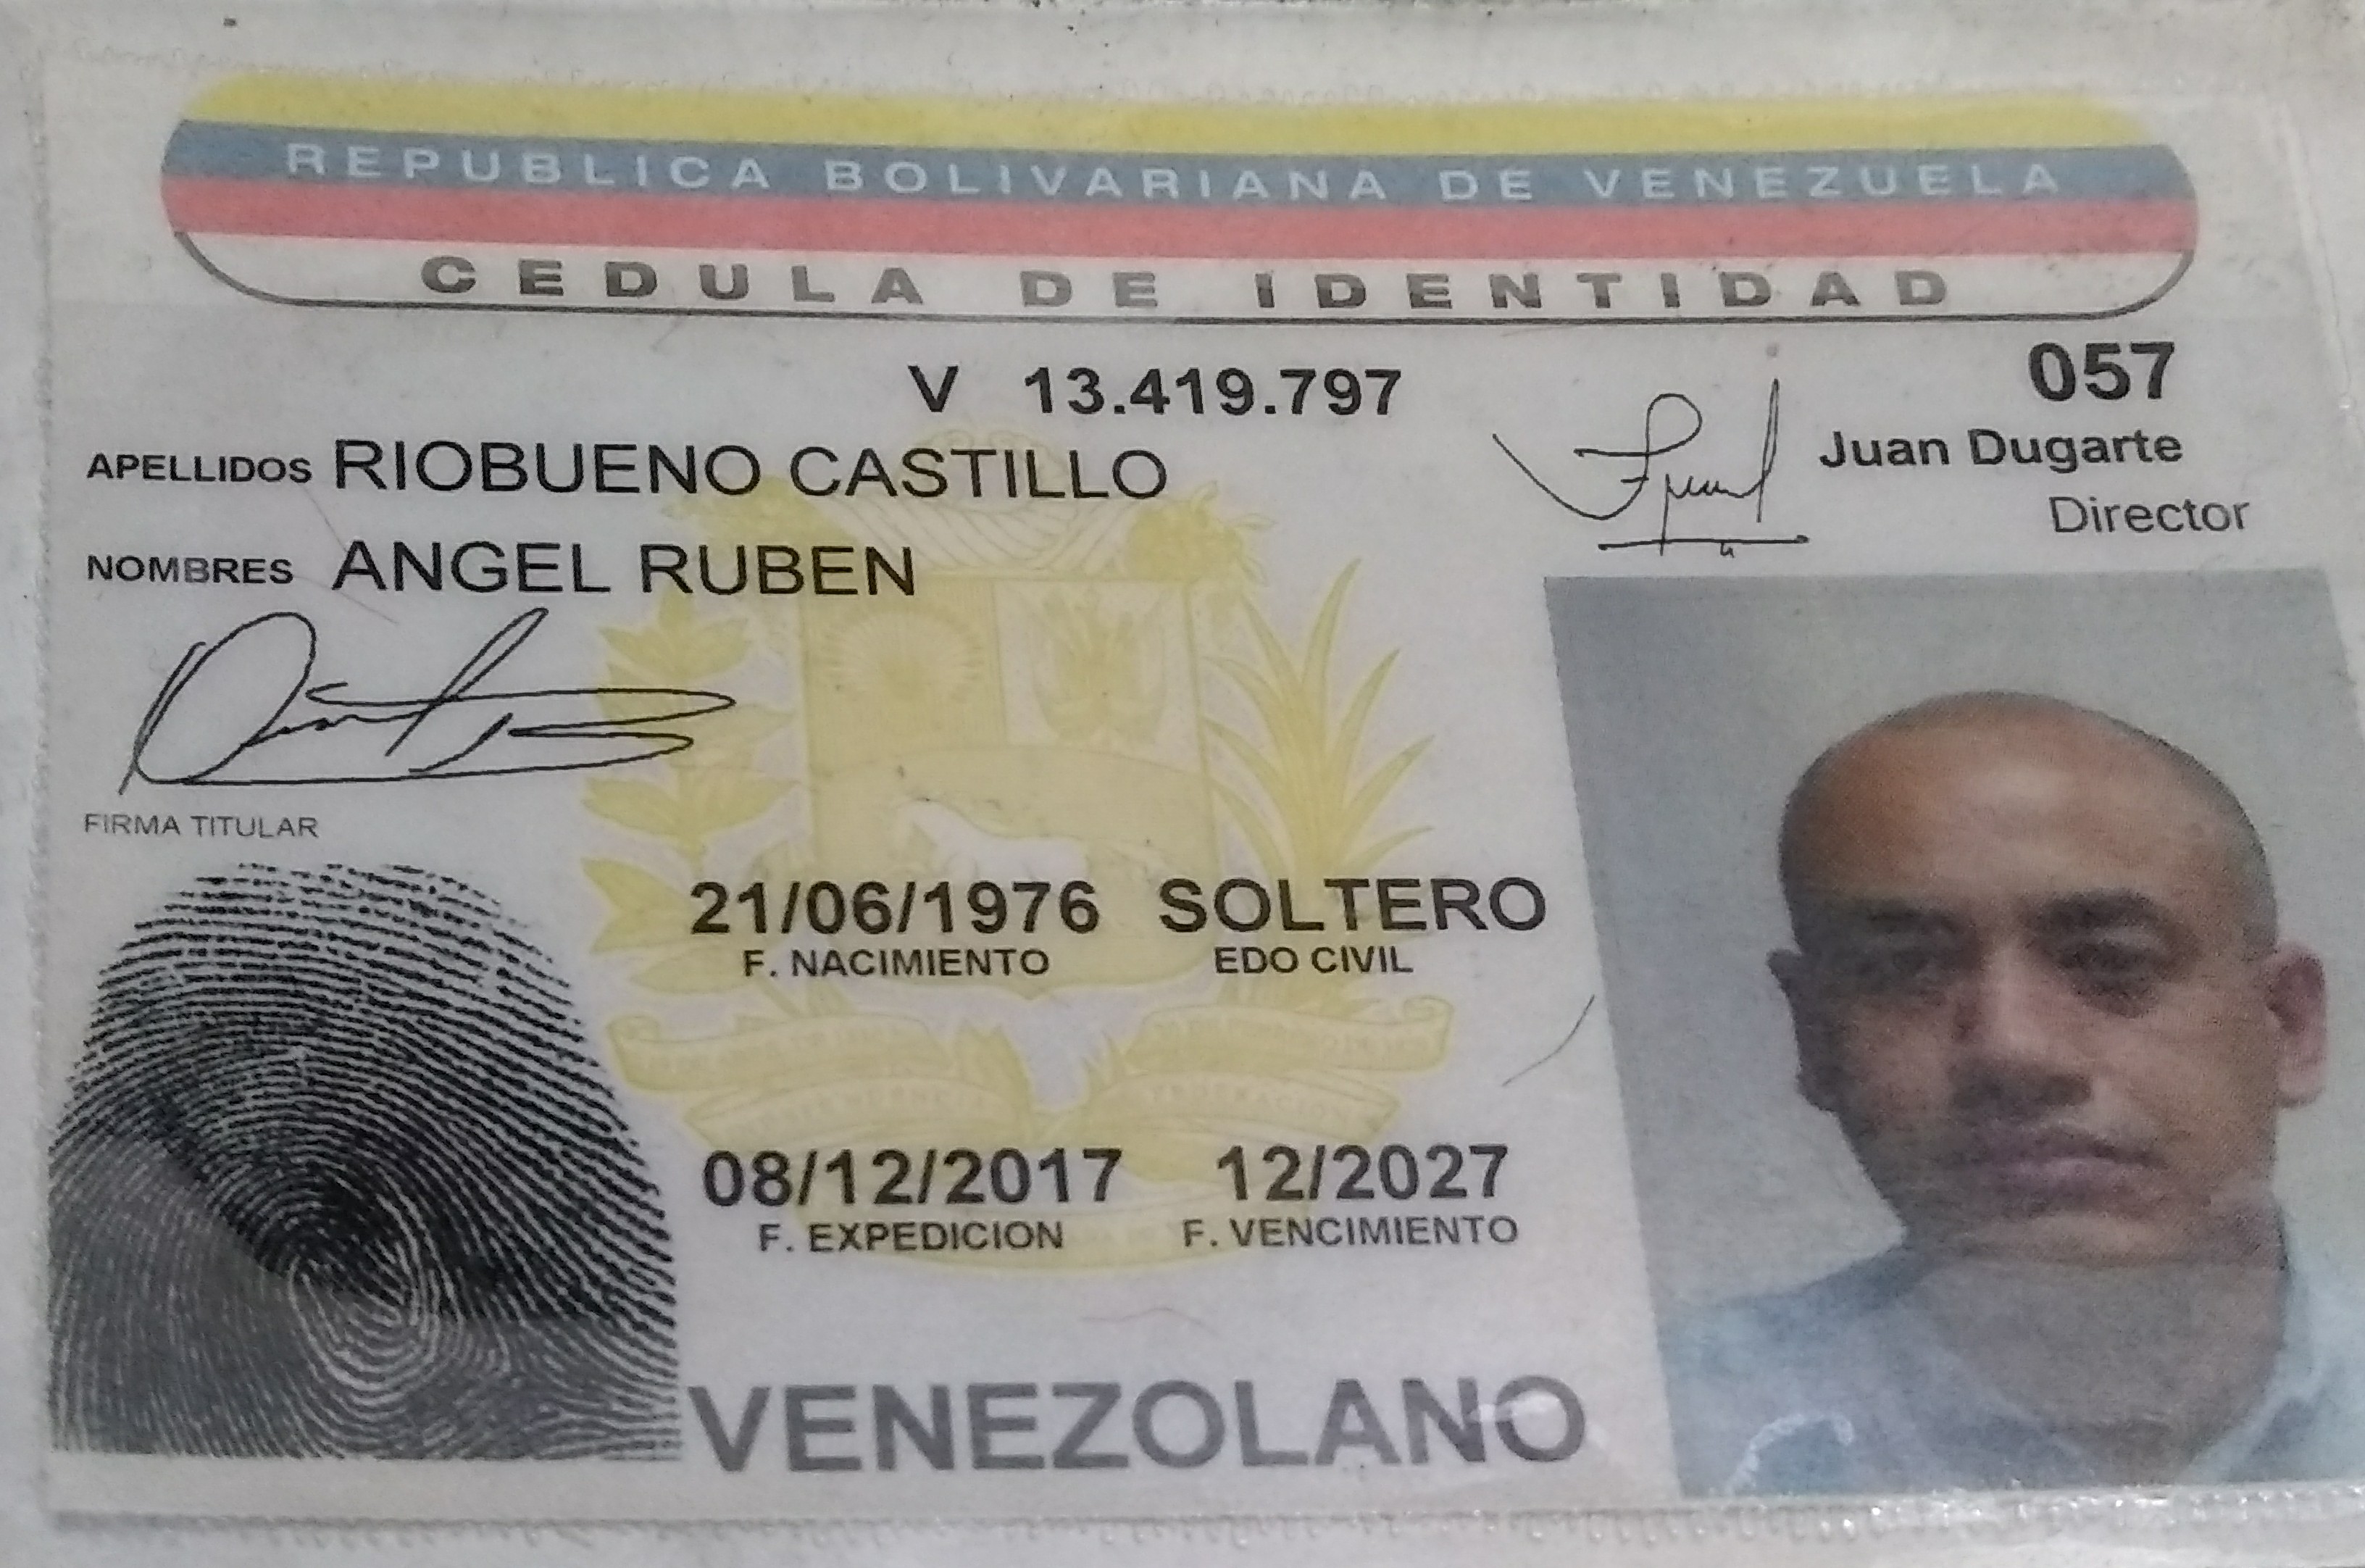 REPUBLICA BOLIVARIANA DE VENEZUELA
CEDULA DE IDENTIDAD
V 13.419.797
057
Juan Dugarte
Director
APELLIDOS RIOBUENO CASTILLO
NOMBRES ANGEL RUBEN
FIRMA TITULAR
21/06/1976 SOLTERO
F. NACIMIENTO EDO CIVIL
08/12/2017 12/2027
F. EXPEDICION F. VENCIMIENTO
VENEZOLANO